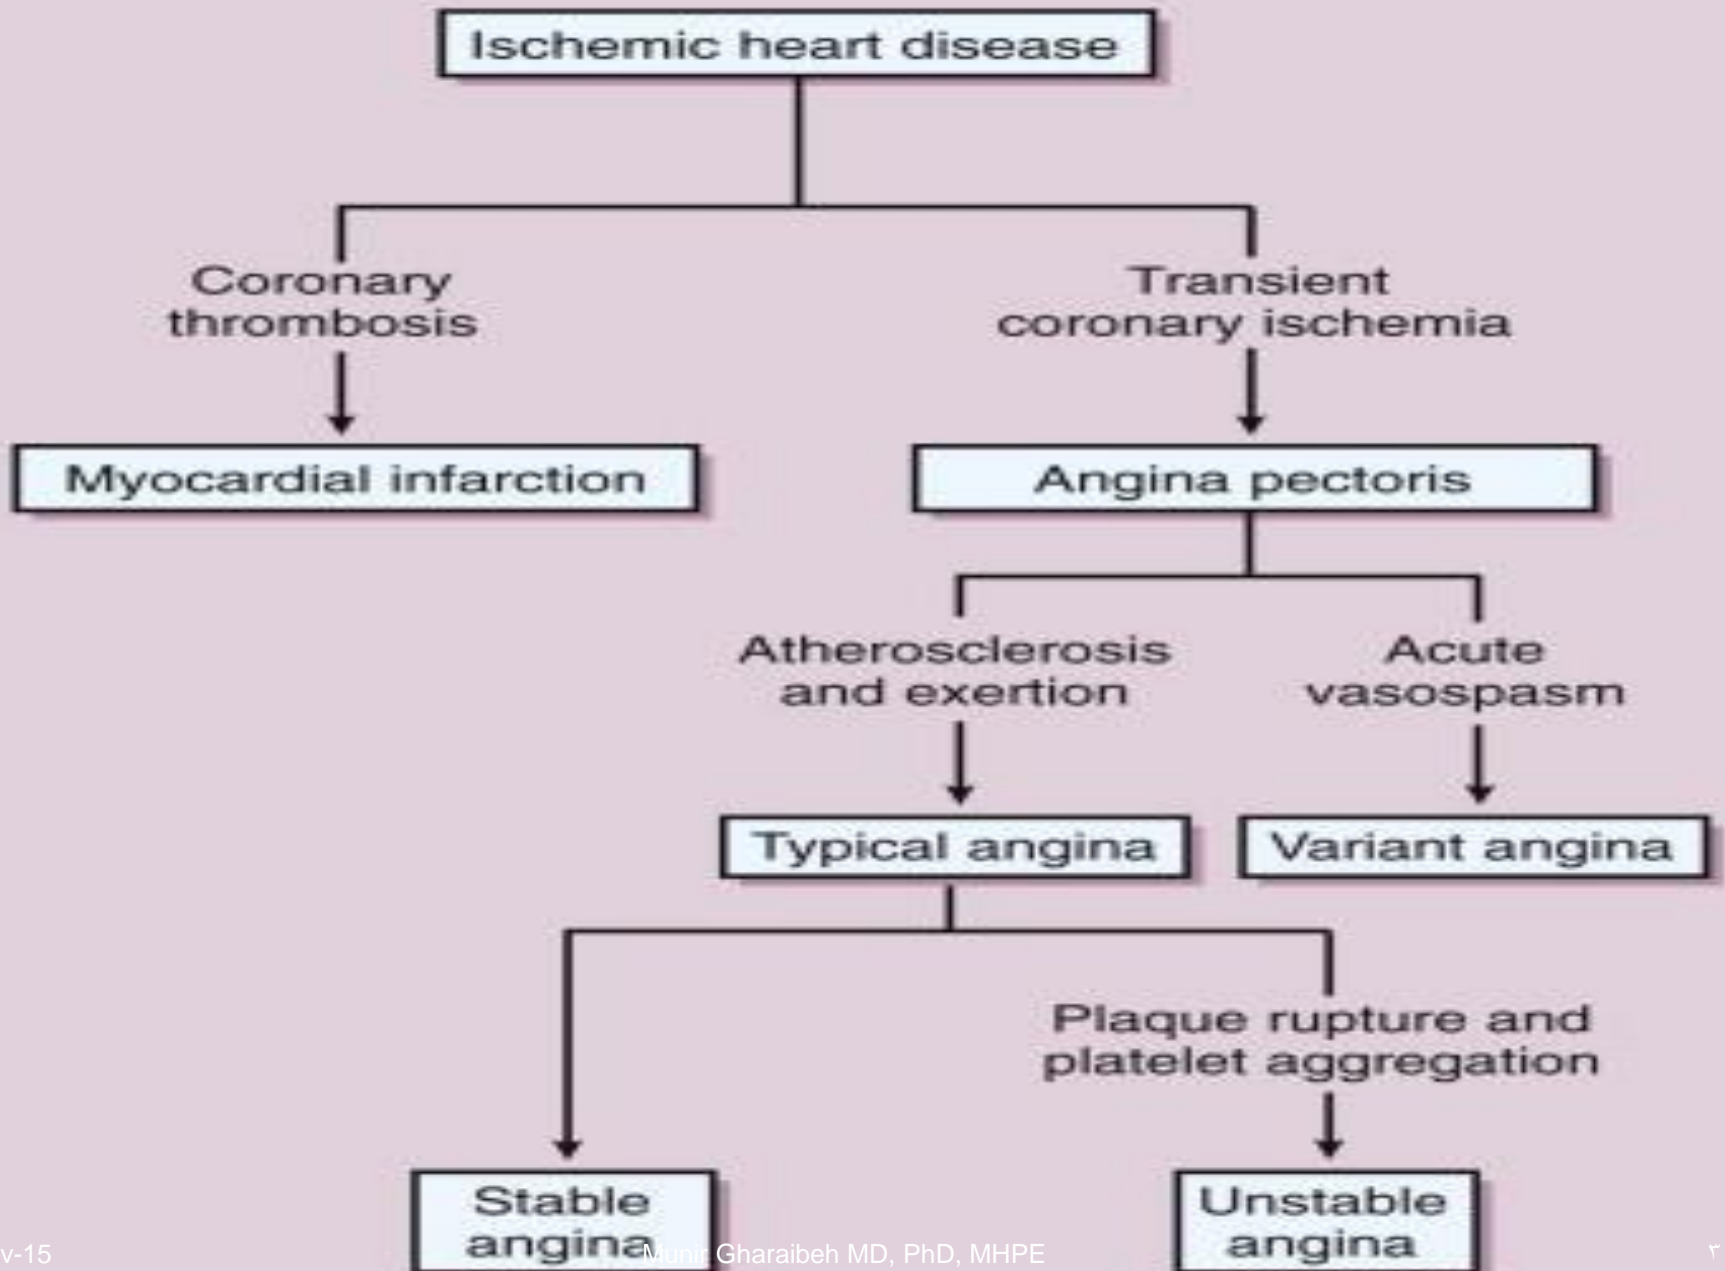 Ischemic heart disease
Coronary
thrombosis
Transient
coronary ischemia
Myocardial infarction
Angina pectoris
Atherosclerosis
and exertion
Acute
vasospasm
Typical angina
Variant angina
Plaque rupture and
platelet aggregation
Stable
angina
Unstable
angina
v-15
Munir Gharaibeh MD, PhD, MHPE
٣